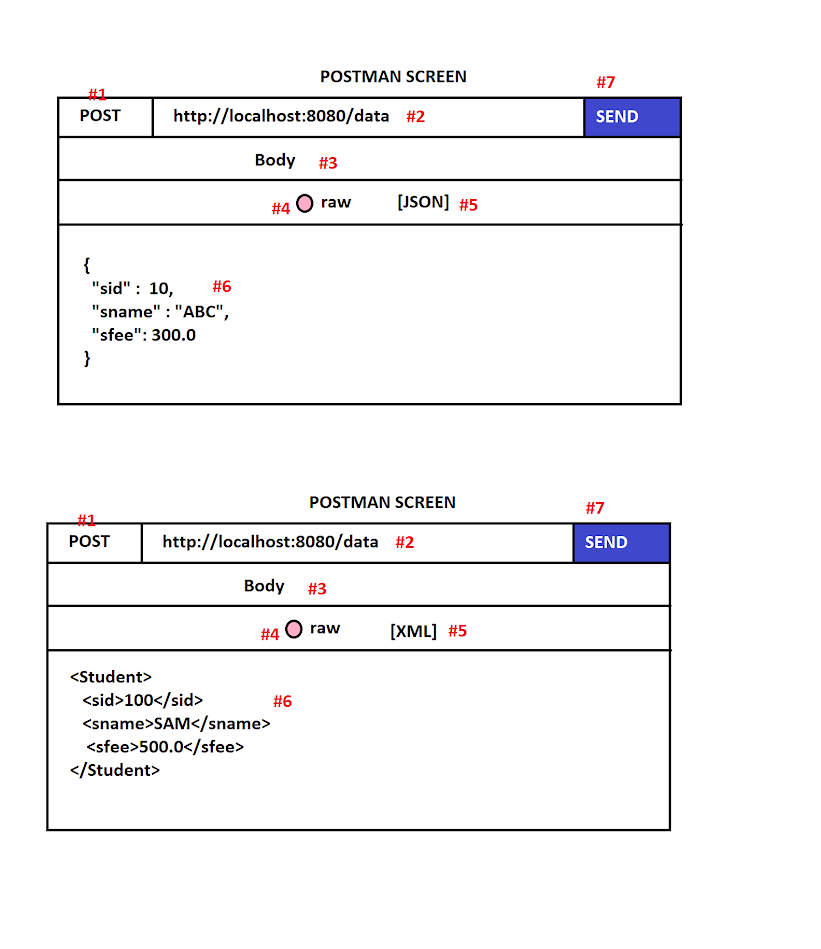 POSTMAN SCREEN
#1 #7
POST http://localhost:8080/data #2 SEND
Body #3
#4 raw [JSON] #5
{
"sid" : 10, #6
"sname" : "ABC",
"sfee": 300.0
}
POSTMAN SCREEN
#1 #7
POST http://localhost:8080/data #2 SEND
Body #3
#4 raw [XML] #5
<Student>
<sid>100</sid> #6
<sname>SAM</sname>
<sfee>500.0</sfee>
</Student>